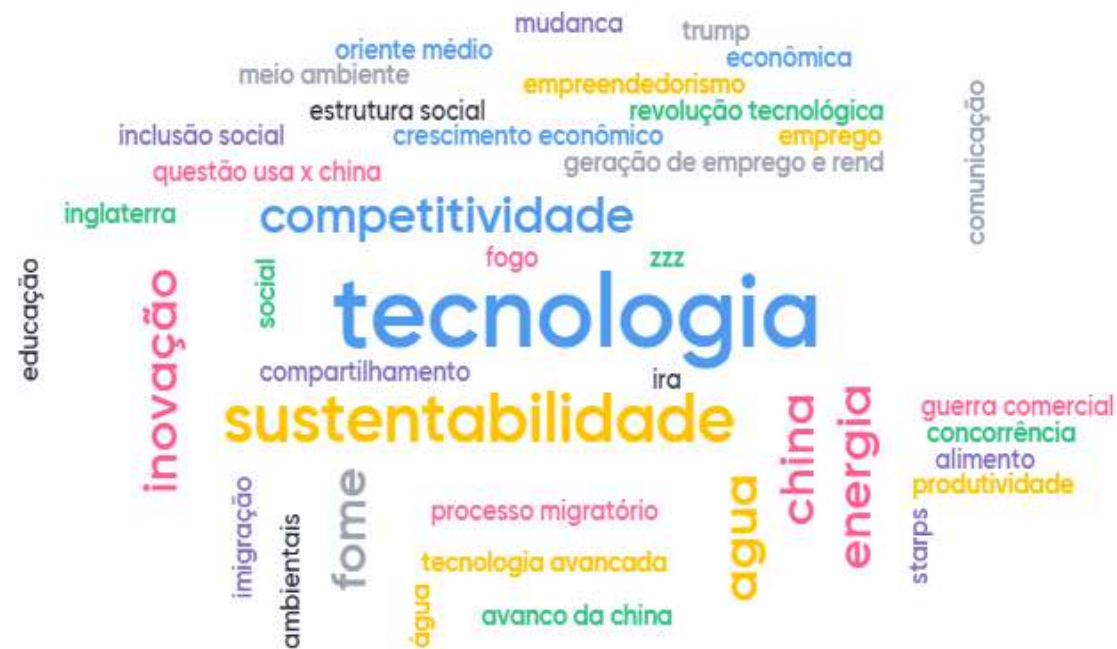 mudanca
trump
oriente médio
econômica
meio ambiente
empreendedorismo
estrutura social
revolução tecnológica
inclusão social
crescimento econômico
emprego
comunicação
questão usa x china
geração de emprego e rend
inglaterra
competitividade
fogo
zzz
educação
inovação
social
tecnologia
compartilhamento
ira
sustentabilidade
china
energia
guerra comercial
concorrência
alimento
produtividade
imigração
ambientais
fome
processo migratório
agua
starps
tecnologia avancada
água
avanco da china